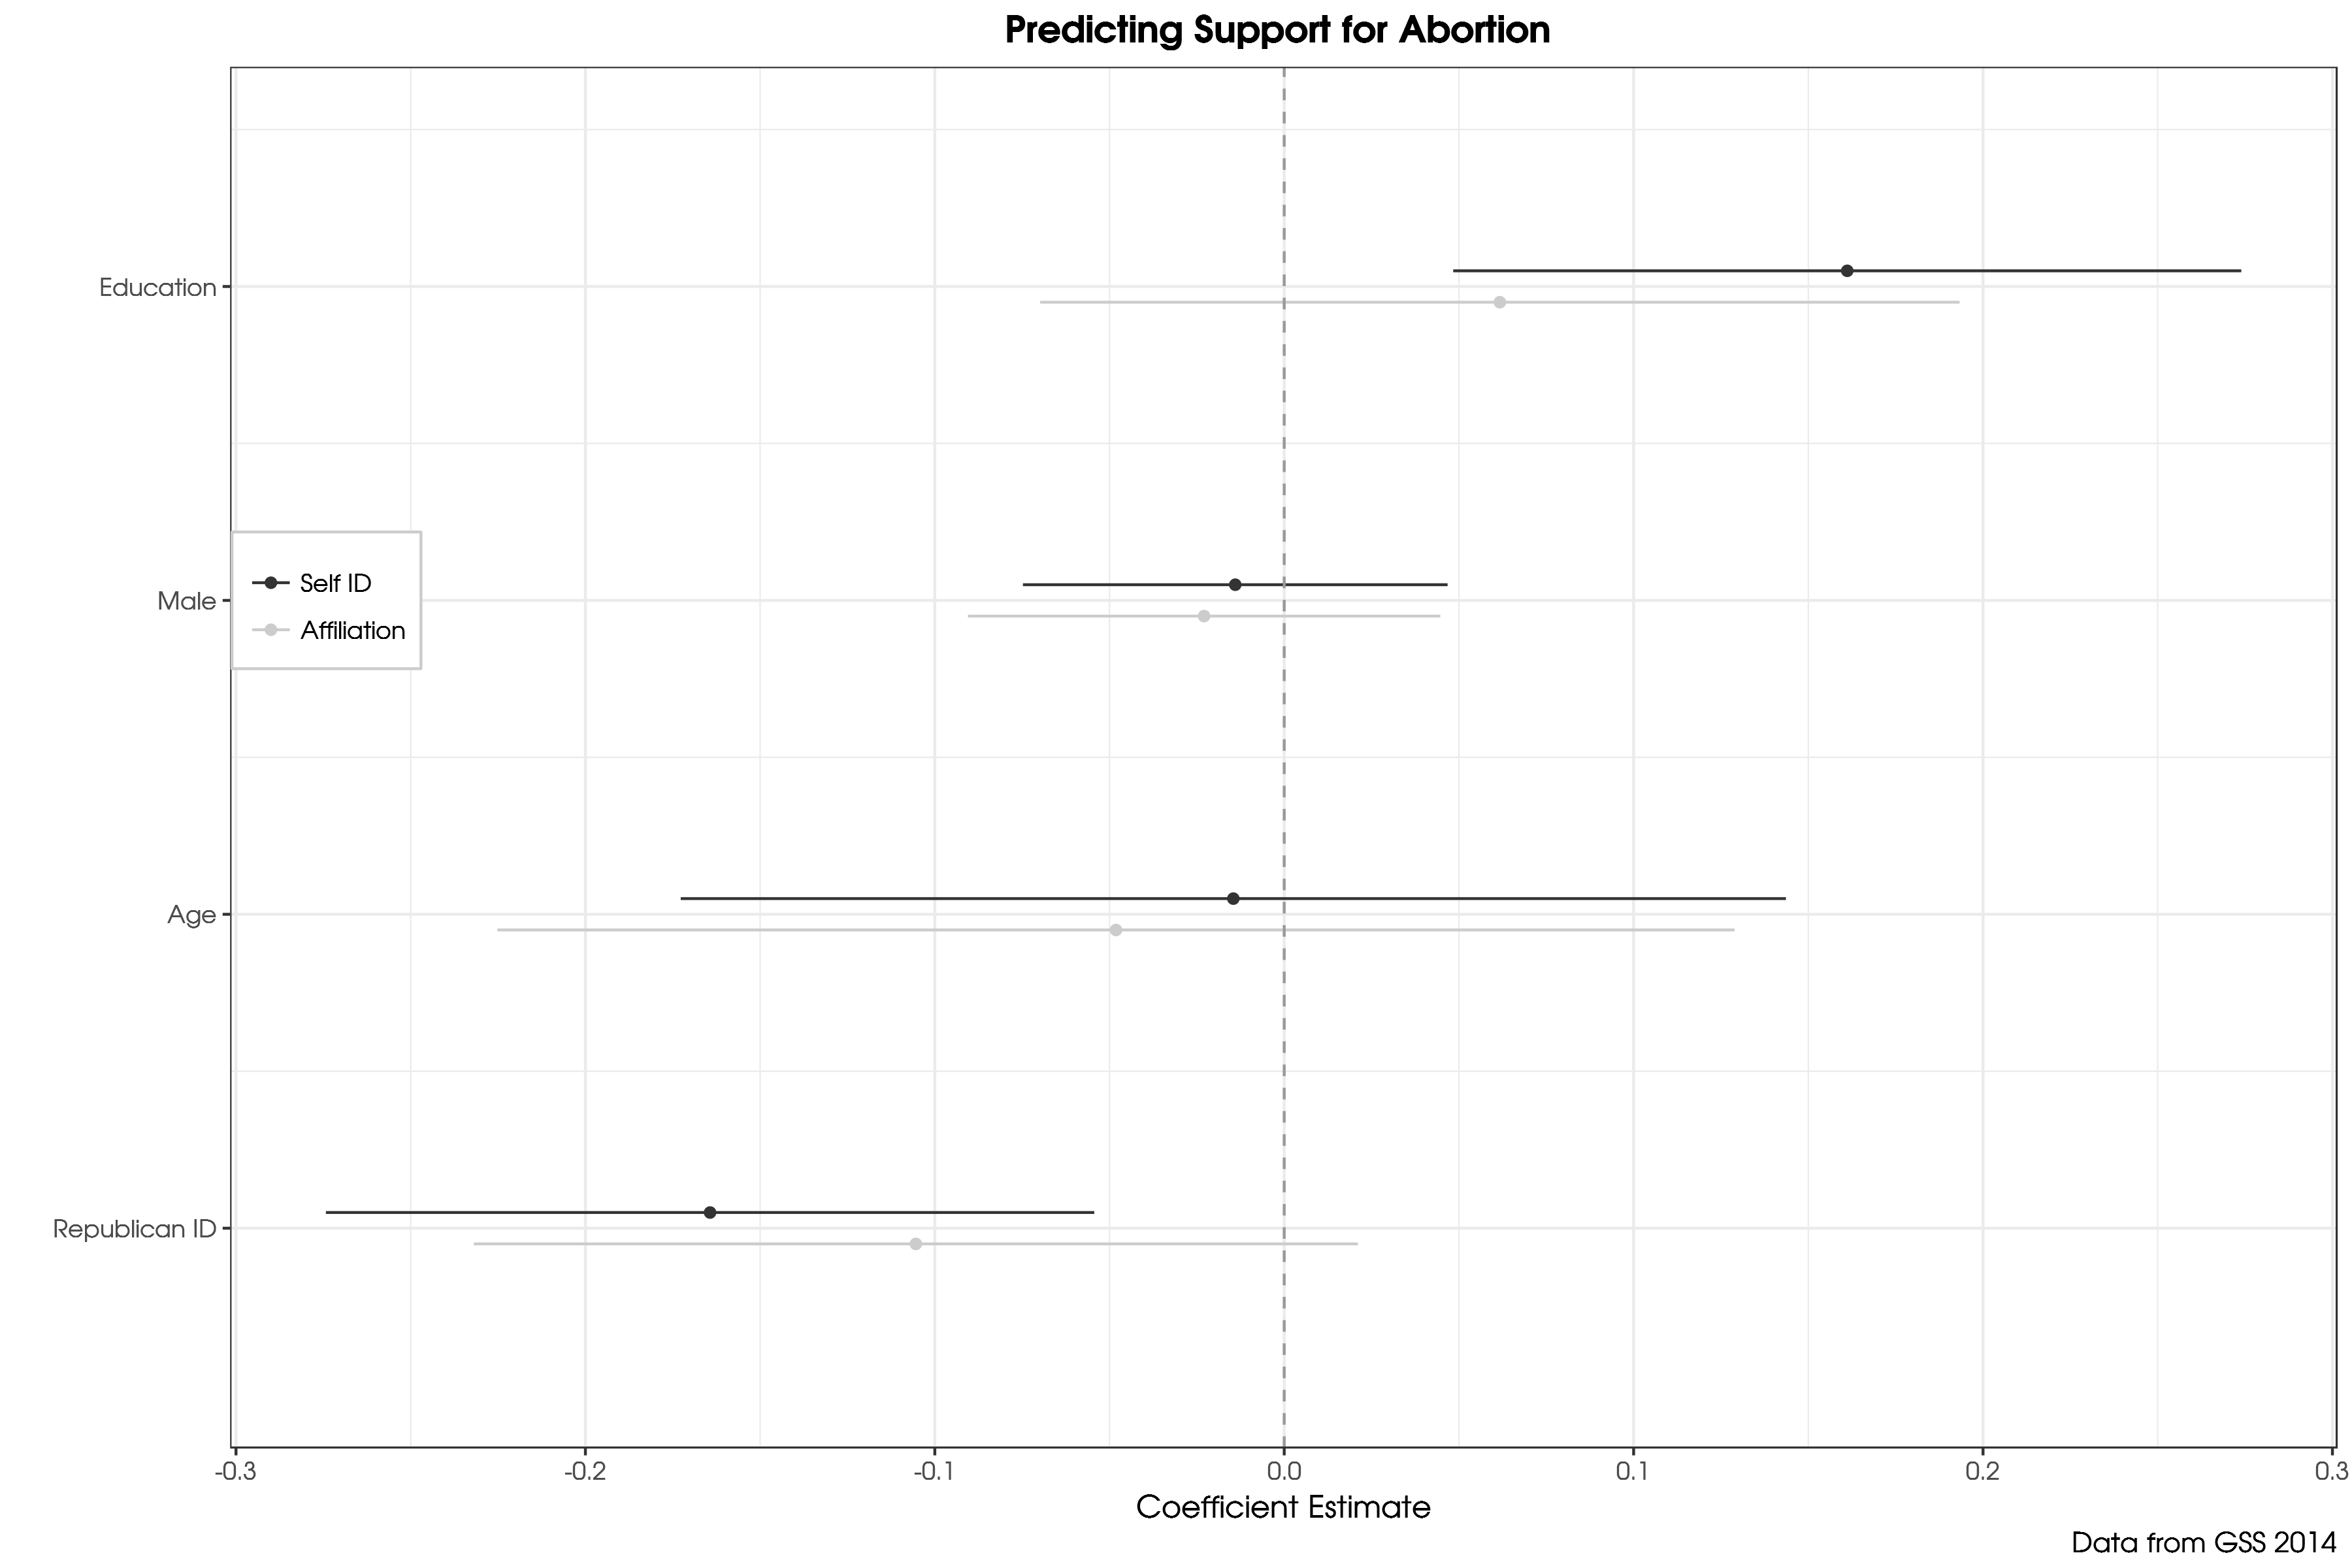 Predicting Support for Abortion
Education
Self ID
Male
Affiliation
Age
Republican ID
-0.3 -0.2 -0.1 0.0 0.1 0.2 0.3
Coefficient Estimate
Data from GSS 2014